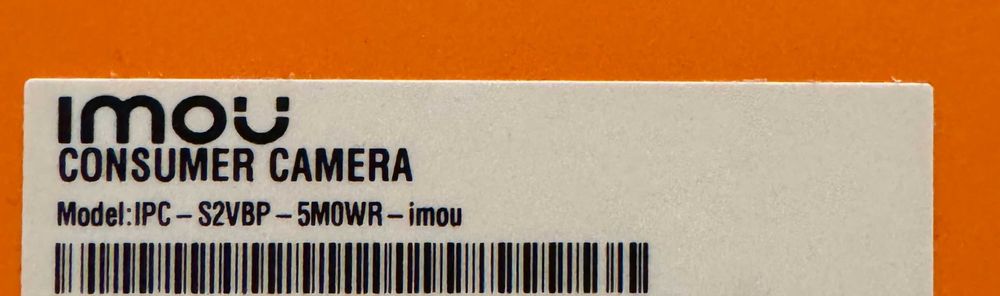 imou
CONSUMER CAMERA
Model:IPC-S2VBP-5M0WR-imou